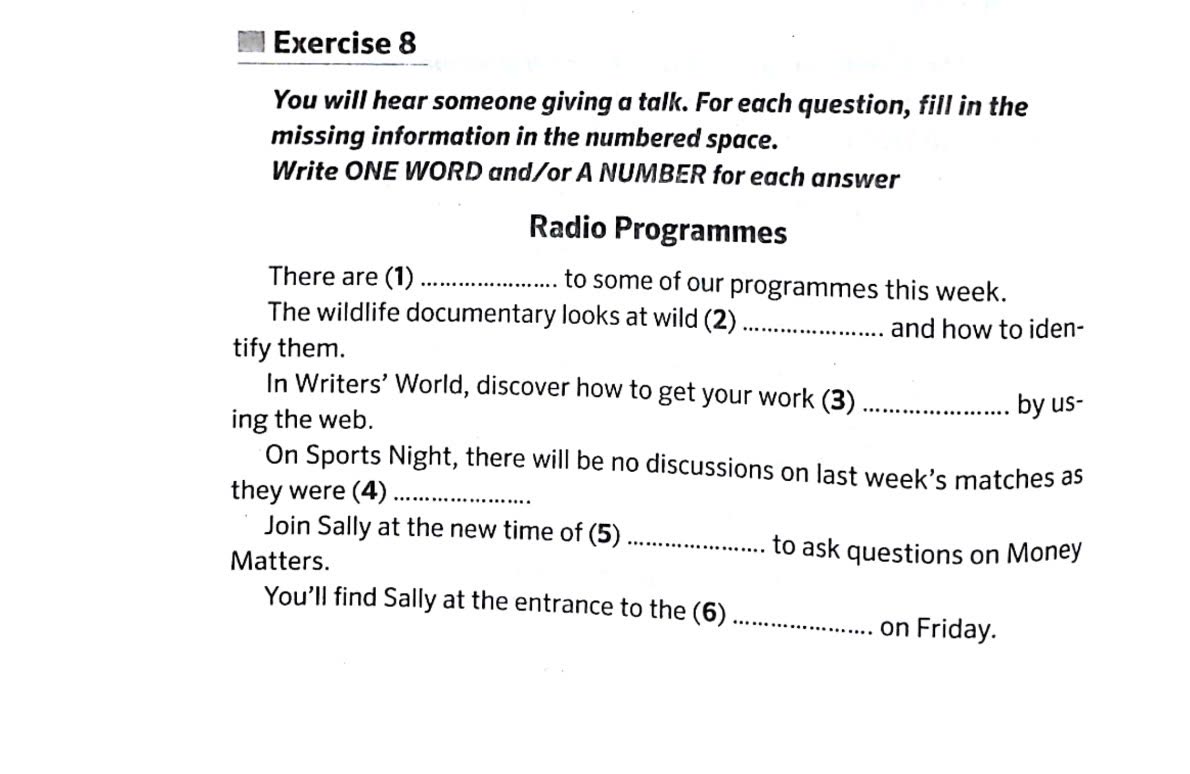 Exercise 8
You will hear someone giving a talk. For each question, fill in the
missing information in the numbered space.
Write ONE WORD and/or A NUMBER for each answer
Radio Programmes
There are (1) ...................... to some of our programmes this week.
The wildlife documentary looks at wild (2) ...................... and how to iden-
tify them.
In Writers’ World, discover how to get your work (3) ...................... by us-
ing the web.
On Sports Night, there will be no discussions on last week’s matches as
they were (4) ......................
Join Sally at the new time of (5) ...................... to ask questions on Money
Matters.
You’ll find Sally at the entrance to the (6) ...................... on Friday.